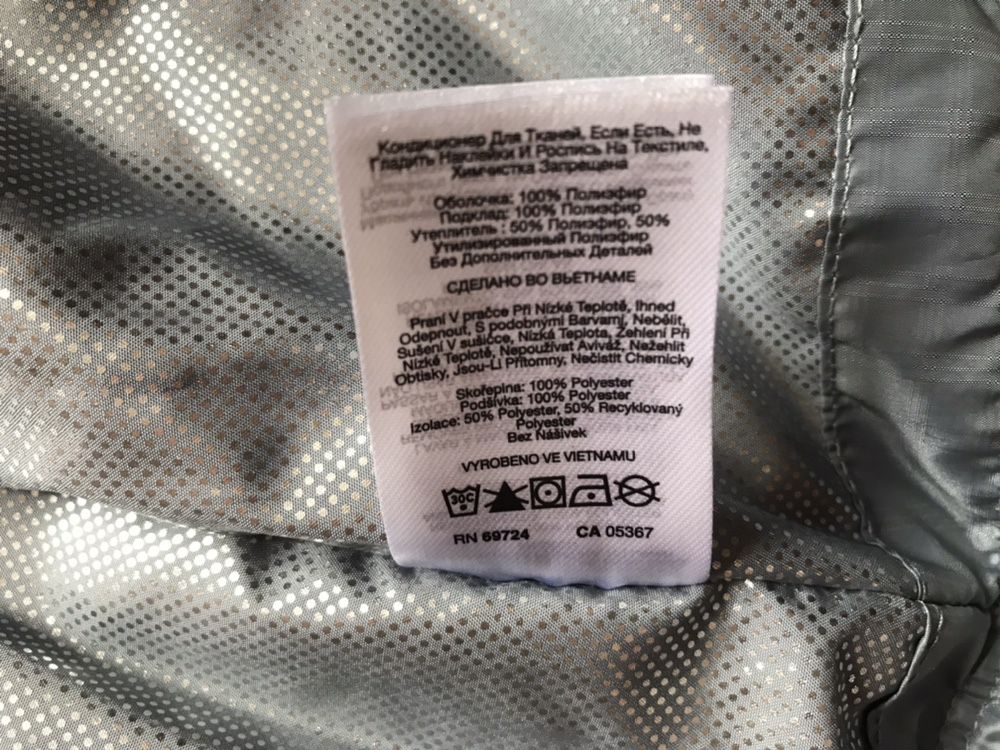 Кондиционер Для Тканей, Если Есть, Не
Гладить Наклейки И Роспись На Текстиле,
Химчистка Запрещена
Оболочка: 100% Полиэфир
Подклад: 100% Полиэфир
Утеплитель : 50% Полиэфир, 50%
Утилизированный Полиэфир
Без Дополнительных Деталей
СДЕЛАНО ВО ВЬЕТНАМЕ
Praní V pračce Při Nízké Teplotě, Ihned
Odepnout, S podobnými Barvami, Nebělit,
Sušení V sušičce, Nízká Teplota, Žehlení Při
Nízké Teplotě, Nepoužívat Aviváž, Nežehlit
Obtisky, Jsou-Li Přítomny, Nečistit Chemicky
Skořepina: 100% Polyester
Podšívka: 100% Polyester
Izolace: 50% Polyester, 50% Recyklovaný
Polyester
Bez Nášivek
VYROBENO VE VIETNAMU
30C
RN 69724 CA 05367